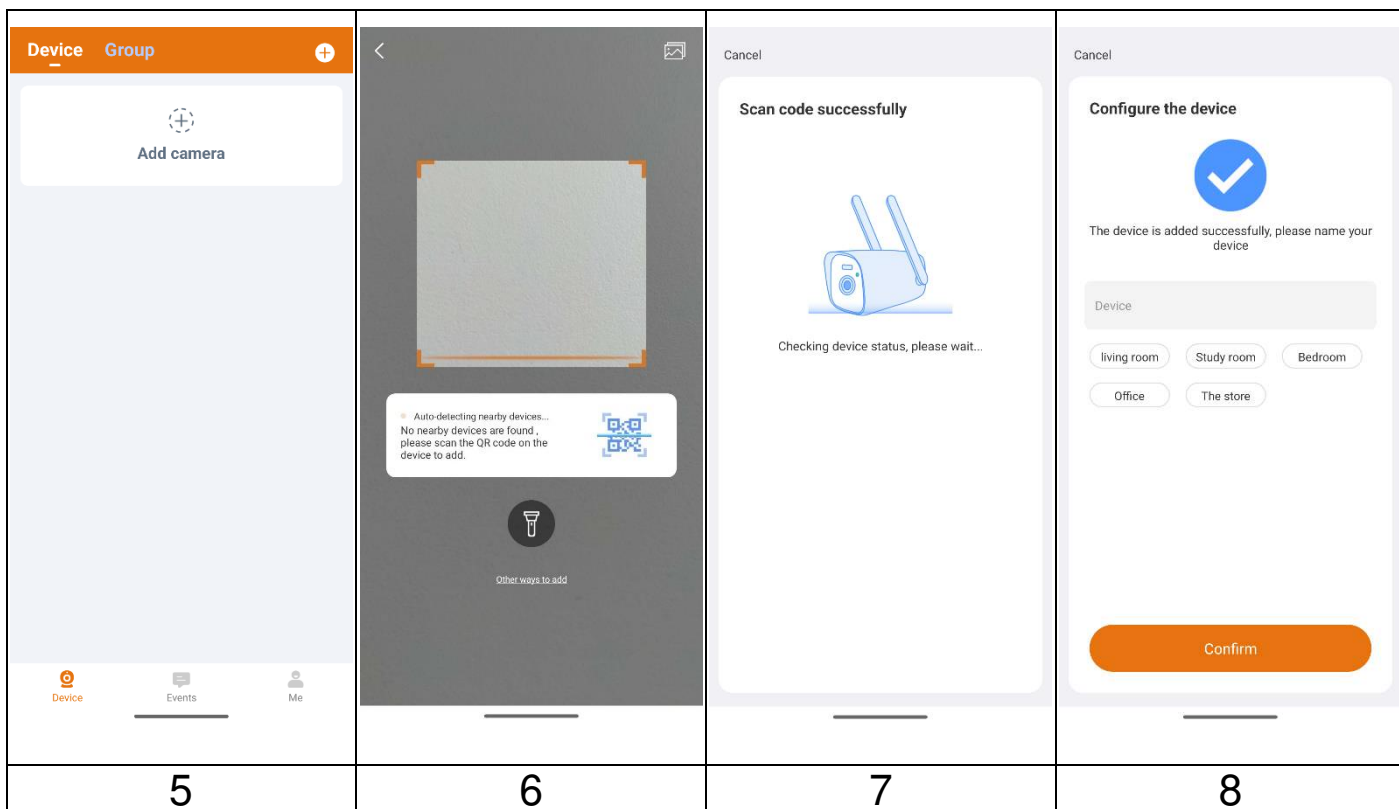 Device Group
Add camera
Device Events Me
5
Auto-detecting nearby devices...
No nearby devices are found ,
please scan the QR code on the
device to add.
Other ways to add
6
Cancel
Scan code successfully
Checking device status, please wait...
7
Cancel
Configure the device
The device is added successfully, please name your
device
Device
living room Study room Bedroom
Office The store
Confirm
8